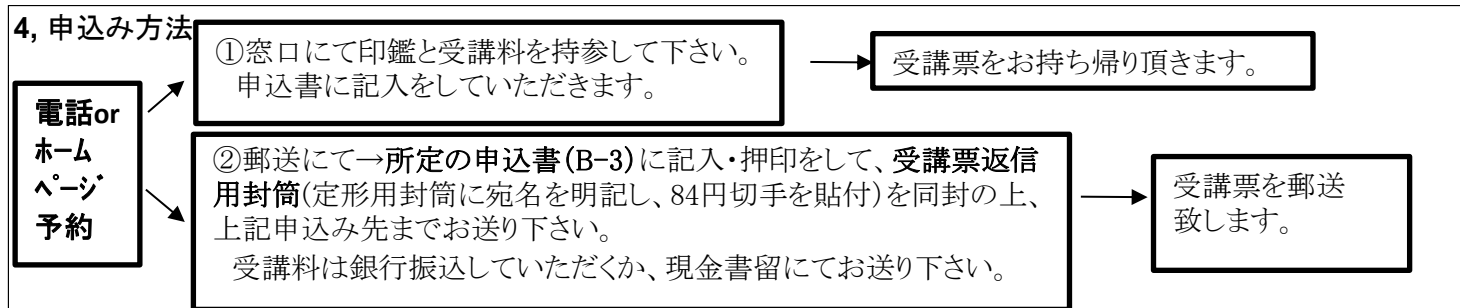 4, 申込み方法
電話or
ホーム
ページ
予約
①窓口にて印鑑と受講料を持参して下さい。
申込書に記入をしていただきます。
受講票をお持ち帰り頂きます。
②郵送にて→所定の申込書(B-3)に記入・押印をして、受講票返信
用封筒(定形用封筒に宛名を明記し、84円切手を貼付)を同封の上、
上記申込み先までお送り下さい。
受講料は銀行振込していただくか、現金書留にてお送り下さい。
受講票を郵送
致します。